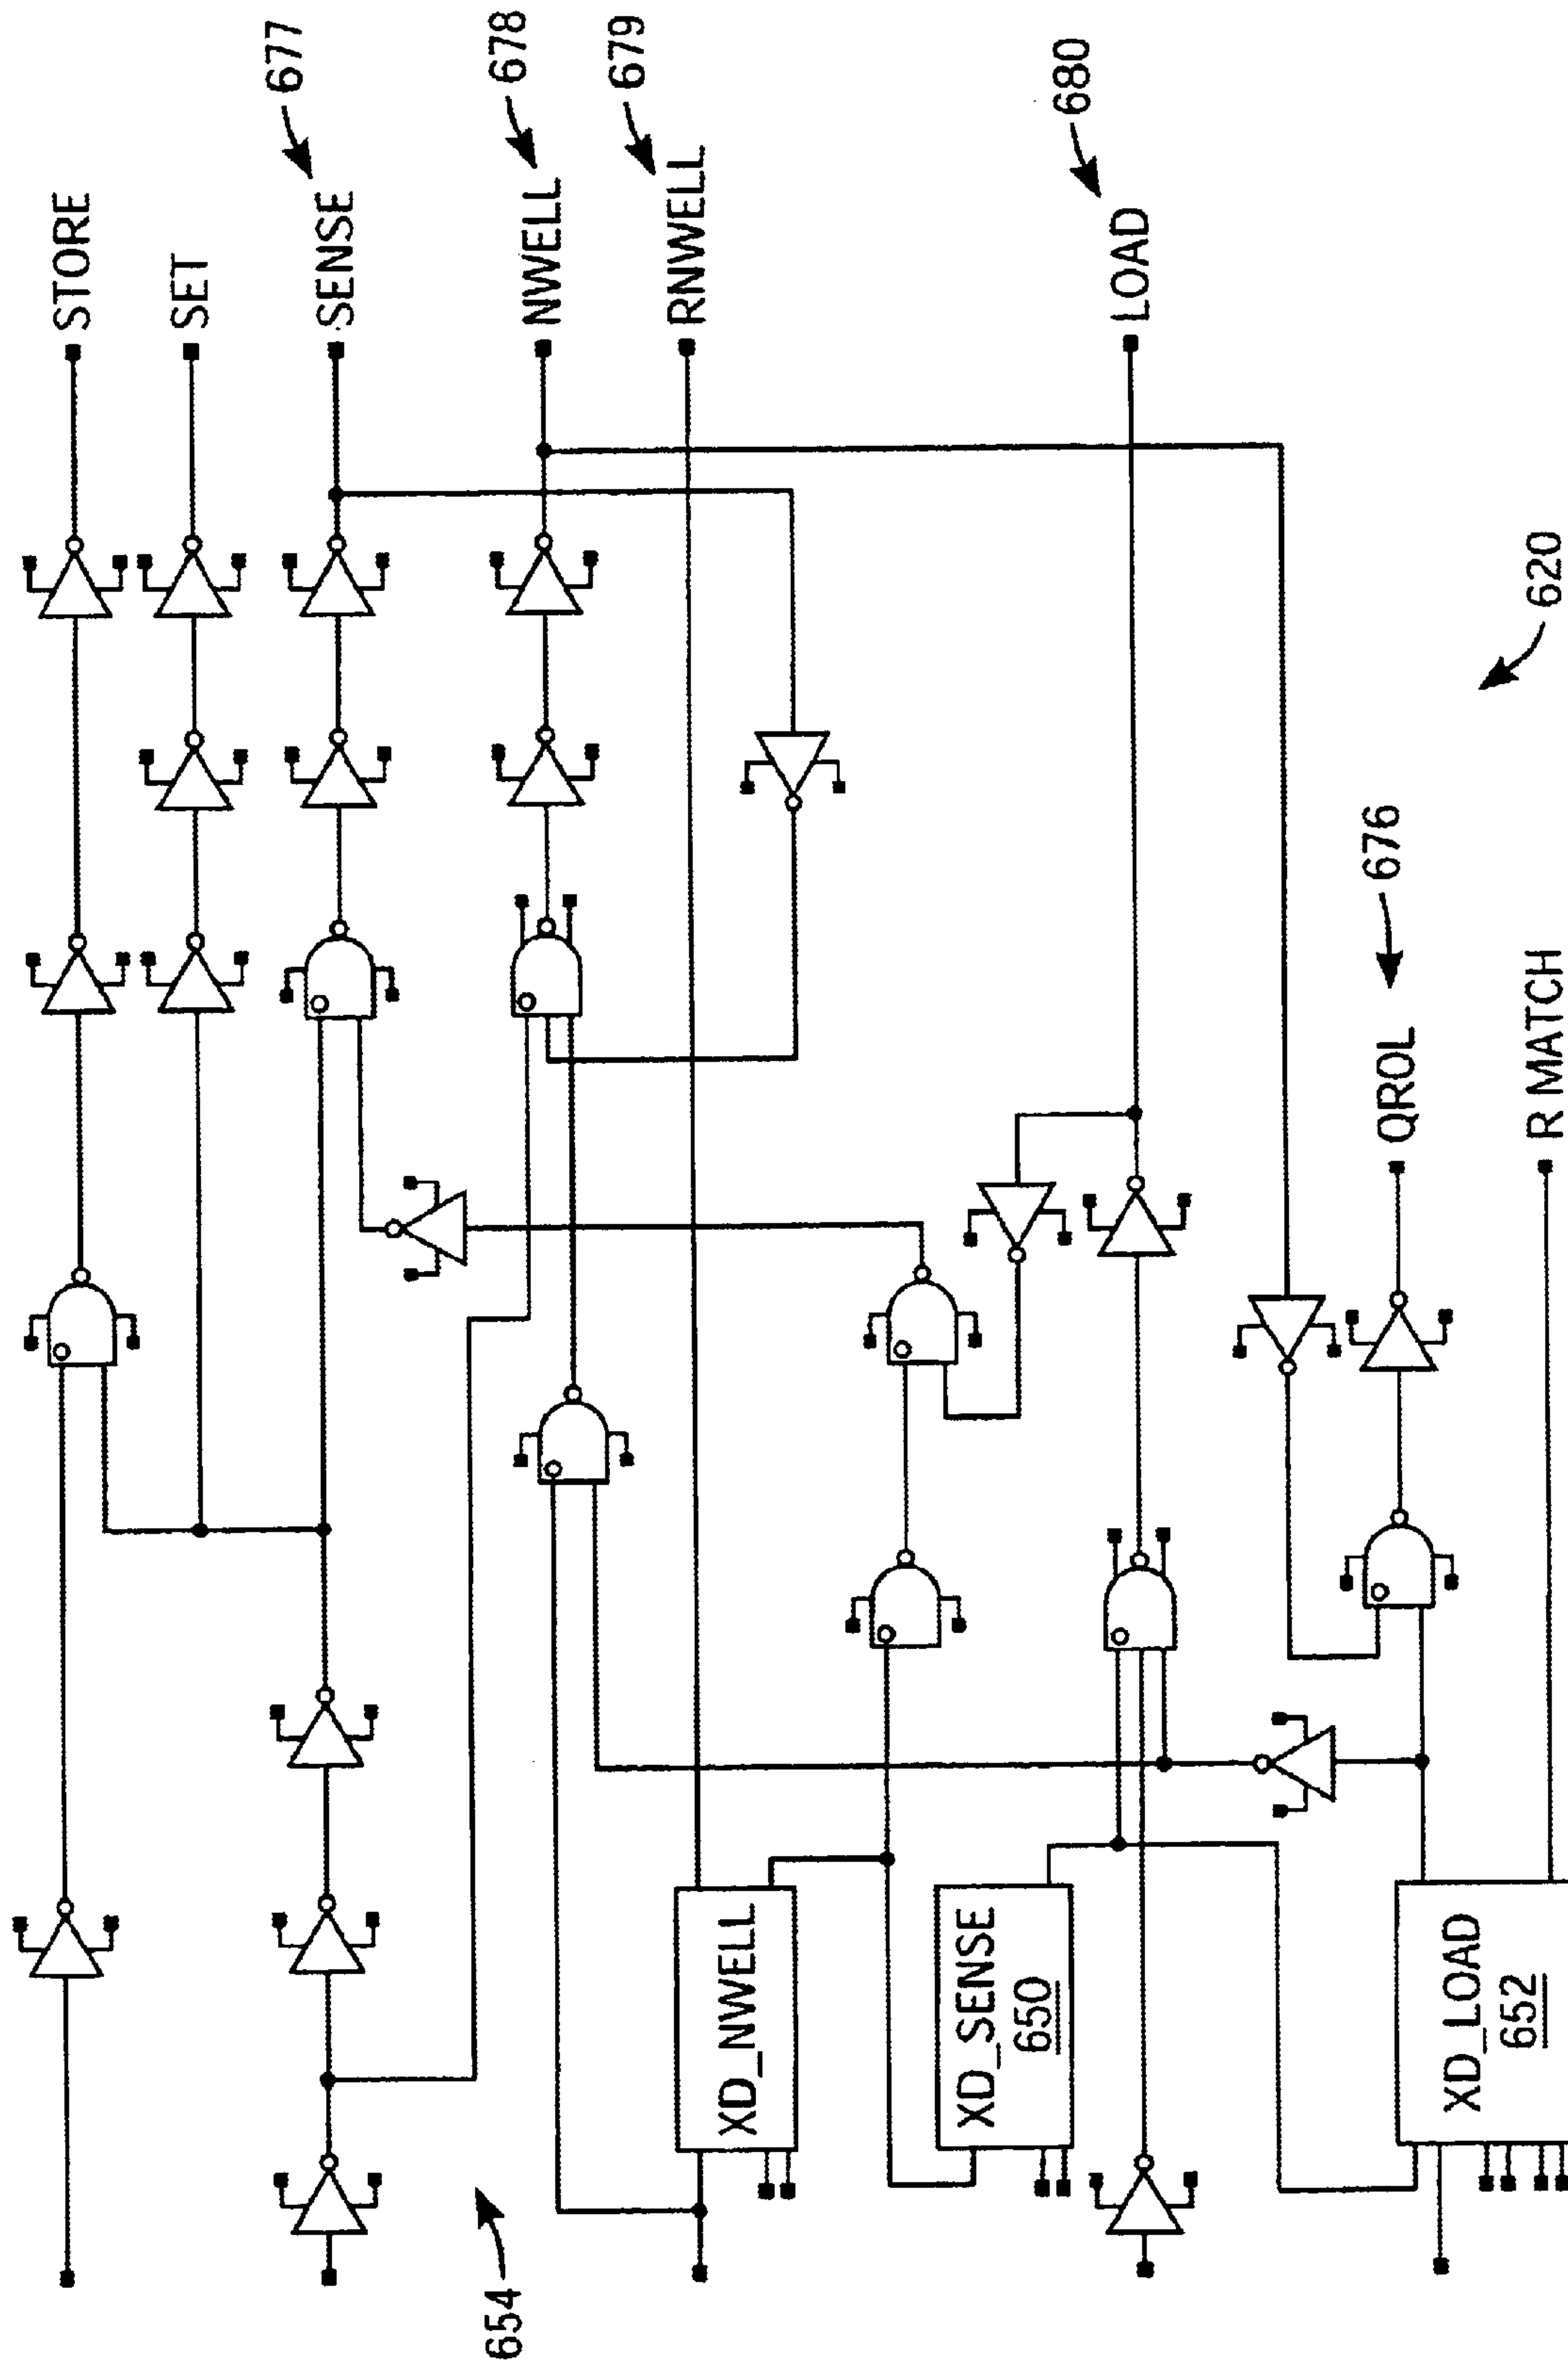 STORE
SET
SENSE
677
NWELL
678
RNWELL
679
LOAD
680
QROL
676
R MATCH
620
654
XD_NWELL
XD_SENSE
650
XD_LOAD
652